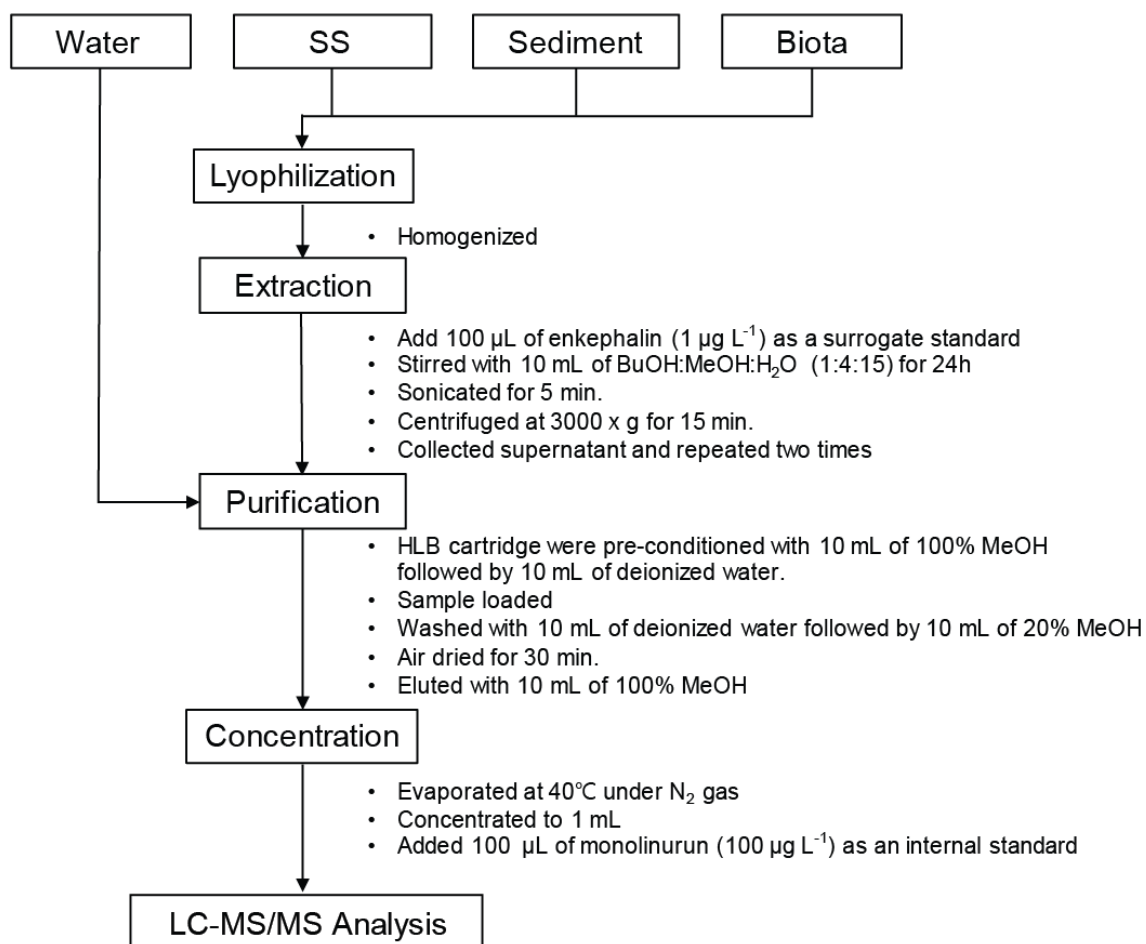 Water
SS
Sediment
Biota
Lyophilization
• Homogenized
Extraction
• Add 100 µL of enkephalin (1 µg L⁻¹) as a surrogate standard
• Stirred with 10 mL of BuOH:MeOH:H₂O (1:4:15) for 24h
• Sonicated for 5 min.
• Centrifuged at 3000 x g for 15 min.
• Collected supernatant and repeated two times
Purification
• HLB cartridge were pre-conditioned with 10 mL of 100% MeOH
followed by 10 mL of deionized water.
• Sample loaded
• Washed with 10 mL of deionized water followed by 10 mL of 20% MeOH
• Air dried for 30 min.
• Eluted with 10 mL of 100% MeOH
Concentration
• Evaporated at 40℃ under N₂ gas
• Concentrated to 1 mL
• Added 100 µL of monolinurun (100 µg L⁻¹) as an internal standard
LC-MS/MS Analysis